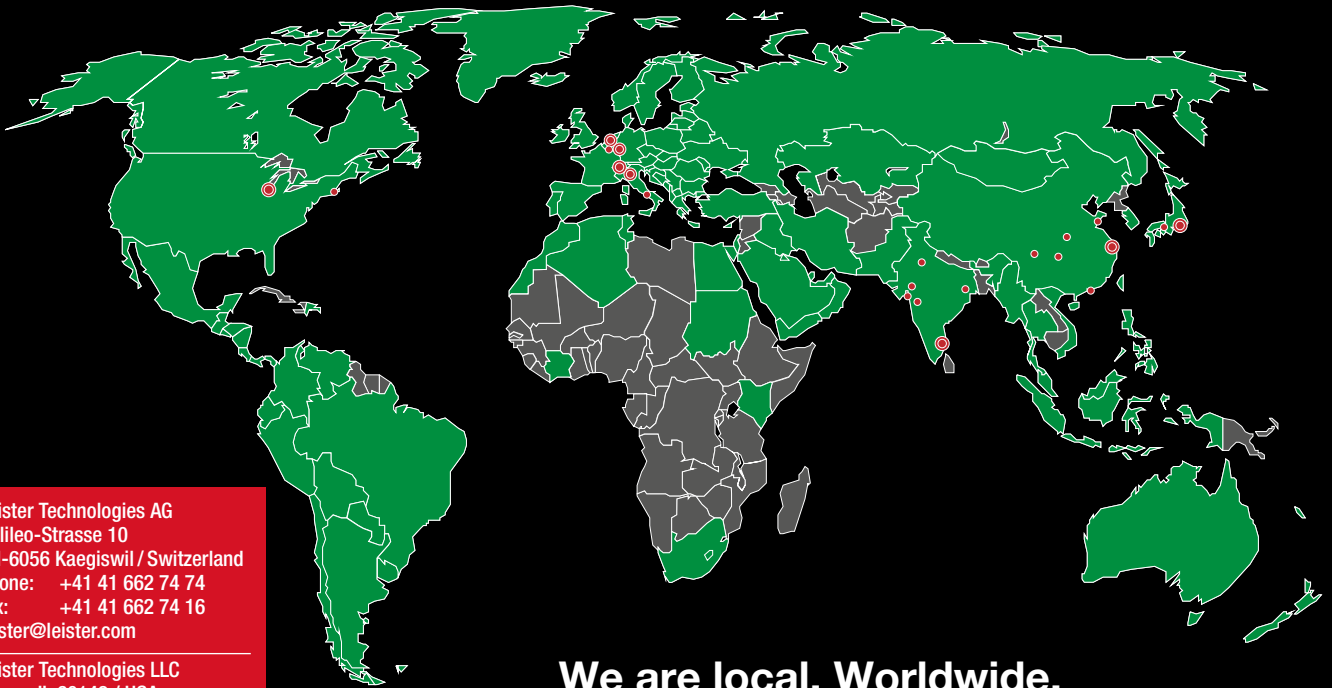 ister Technologies AG
lileo-Strasse 10
-6056 Kaegiswil / Switzerland
one: +41 41 662 74 74
x: +41 41 662 74 16
ster@leister.com
ister Technologies LLC
We are local. Worldwide.